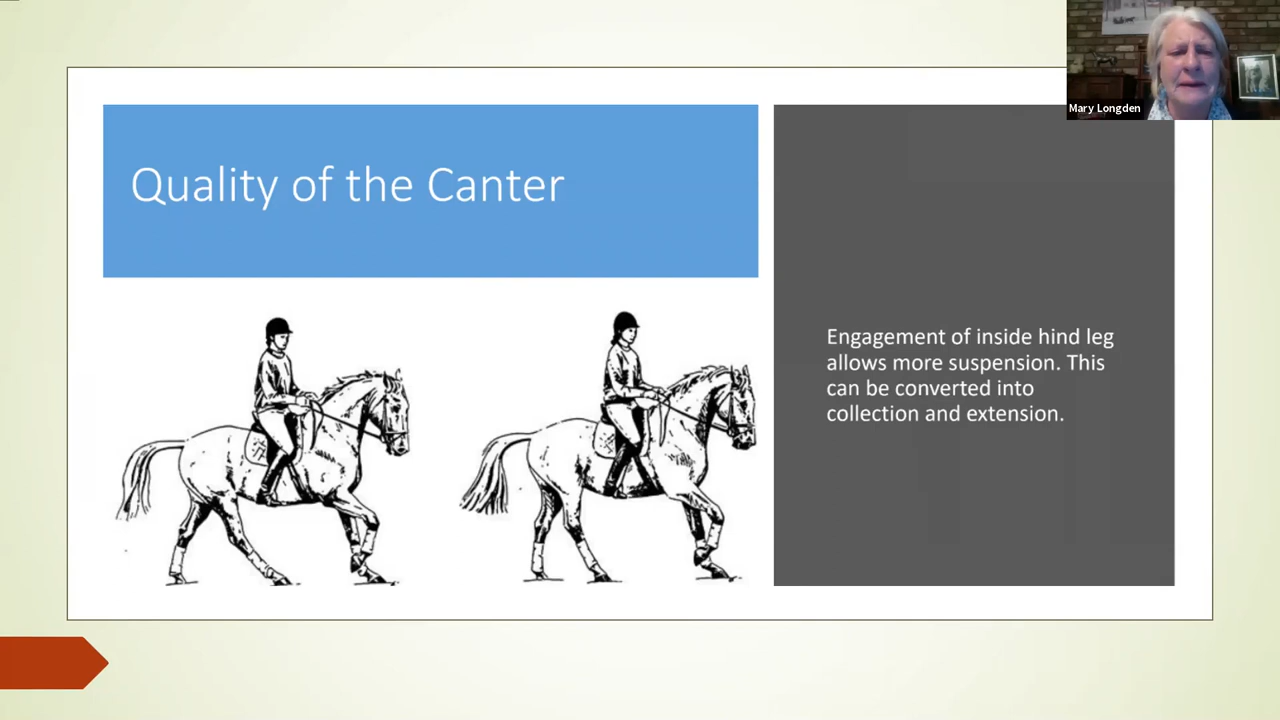 Mary Longden
Quality of the Canter
Engagement of inside hind leg
allows more suspension. This
can be converted into
collection and extension.